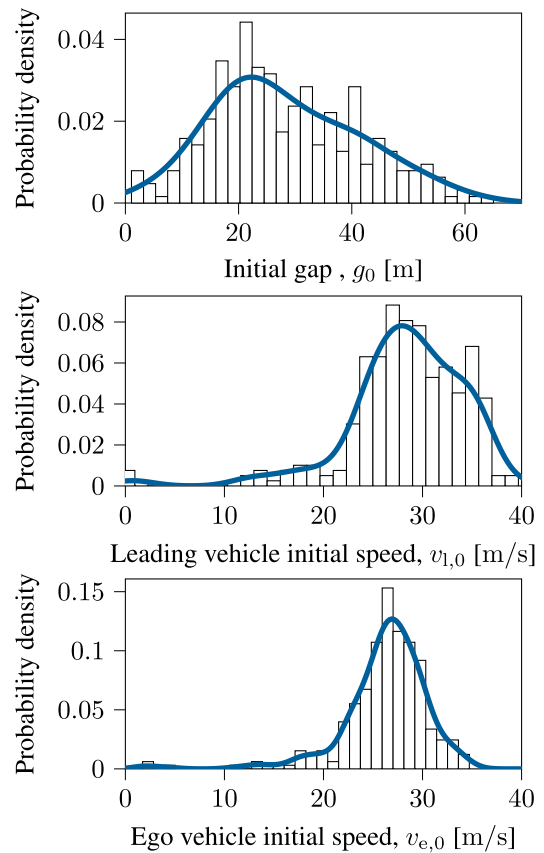 Probability density
0.04
0.02
0
0 20 40 60
Initial gap , g₀ [m]
Probability density
0.08
0.06
0.04
0.02
0
0 10 20 30 40
Leading vehicle initial speed, v_{l,0} [m/s]
Probability density
0.15
0.1
0.05
0
0 10 20 30 40
Ego vehicle initial speed, v_{e,0} [m/s]